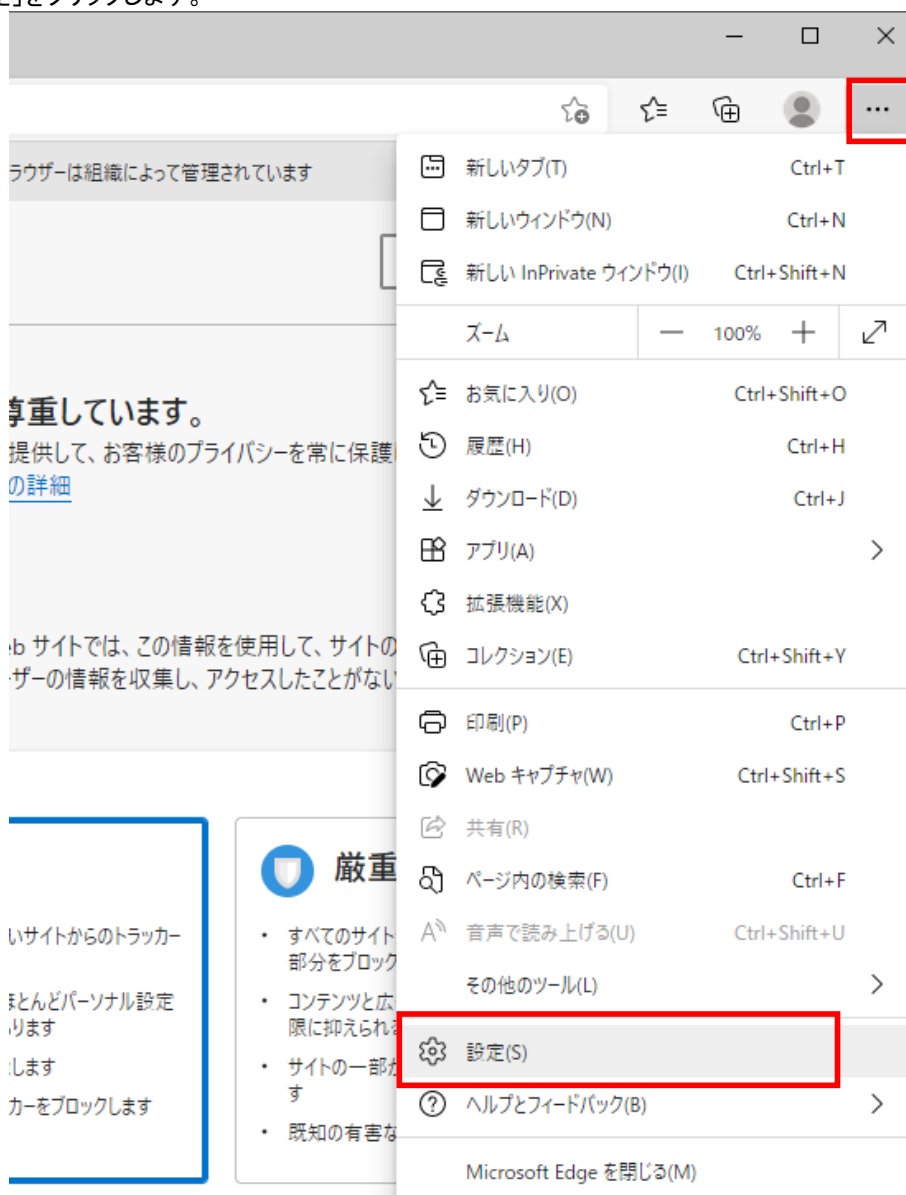 」をクリックします。
ラウザーは組織によって管理されています
尊重しています。
提供して、お客様のプライバシーを常に保護
の詳細
eb サイトでは、この情報を使用して、サイトの
ーザーの情報を収集し、アクセスしたことがない
いサイトからのトラッカー
ほとんどパーソナル設定
ります
します
カーをブロックします
厳重
• すべてのサイト
部分をブロック
• コンテンツと広
限に抑えられる
• サイトの一部が
す
• 既知の有害な
新しいタブ(T) Ctrl+T
新しいウィンドウ(N) Ctrl+N
新しい InPrivate ウィンドウ(I) Ctrl+Shift+N
ズーム — 100% +
お気に入り(O) Ctrl+Shift+O
履歴(H) Ctrl+H
ダウンロード(D) Ctrl+J
アプリ(A)
拡張機能(X)
コレクション(E) Ctrl+Shift+Y
印刷(P) Ctrl+P
Web キャプチャ(W) Ctrl+Shift+S
共有(R)
ページ内の検索(F) Ctrl+F
音声で読み上げる(U) Ctrl+Shift+U
その他のツール(L)
設定(S)
ヘルプとフィードバック(B)
Microsoft Edge を閉じる(M)